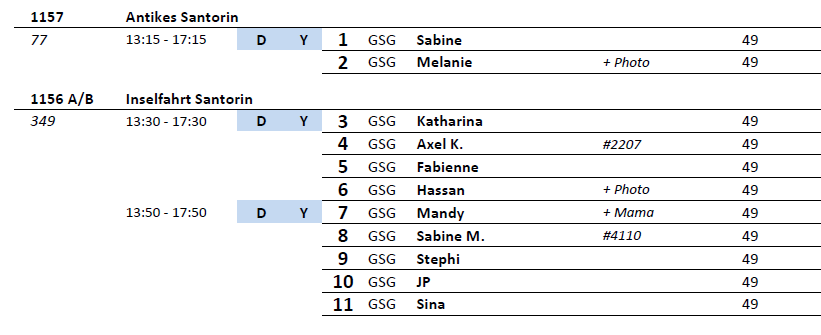 1157 Antikes Santorin
77 13:15 - 17:15 D Y 1 GSG Sabine 49
2 GSG Melanie + Photo 49
1156 A/B Inselfahrt Santorin
349 13:30 - 17:30 D Y 3 GSG Katharina 49
4 GSG Axel K. #2207 49
5 GSG Fabienne 49
6 GSG Hassan + Photo 49
13:50 - 17:50 D Y 7 GSG Mandy + Mama 49
8 GSG Sabine M. #4110 49
9 GSG Stephi 49
10 GSG JP 49
11 GSG Sina 49